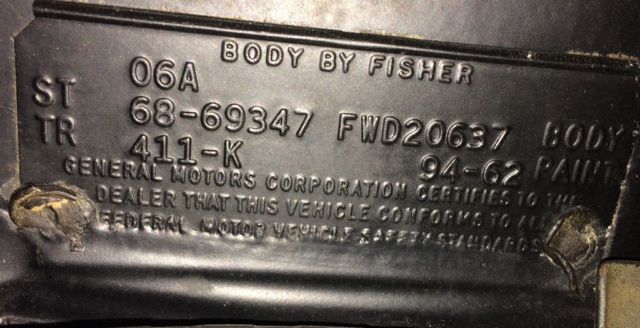 BODY BY FISHER
06A
ST 68-69347 FWD20637 BODY
TR 411-K 94-62 PAINT
GENERAL MOTORS CORPORATION CERTIFIES TO THE
DEALER THAT THIS VEHICLE CONFORMS TO ALL
FEDERAL MOTOR VEHICLE SAFETY STANDARDS